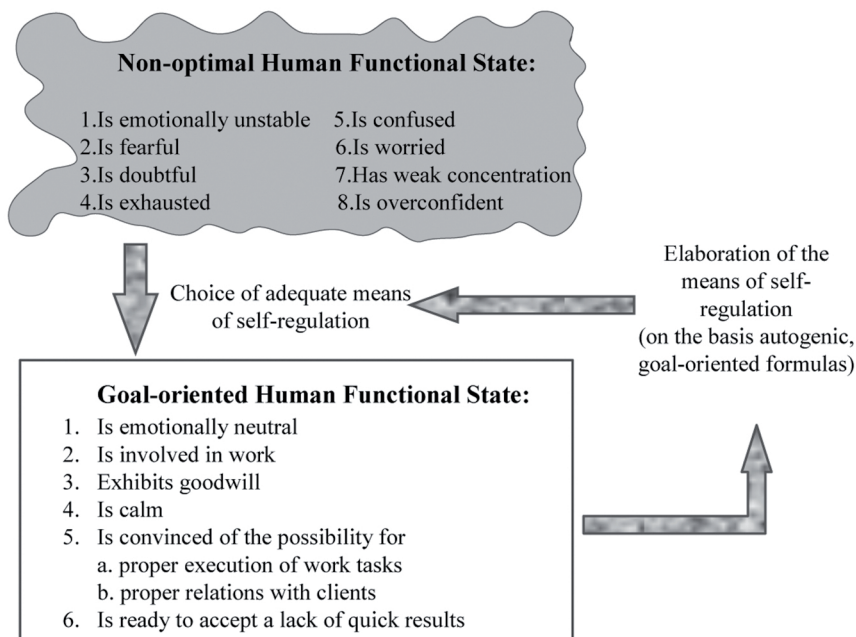 Non-optimal Human Functional State:
1.Is emotionally unstable 5.Is confused
2.Is fearful 6.Is worried
3.Is doubtful 7.Has weak concentration
4.Is exhausted 8.Is overconfident
Elaboration of the
means of self-
regulation
(on the basis autogenic,
goal-oriented formulas)
Choice of adequate means
of self-regulation
Goal-oriented Human Functional State:
1. Is emotionally neutral
2. Is involved in work
3. Exhibits goodwill
4. Is calm
5. Is convinced of the possibility for
a. proper execution of work tasks
b. proper relations with clients
6. Is ready to accept a lack of quick results